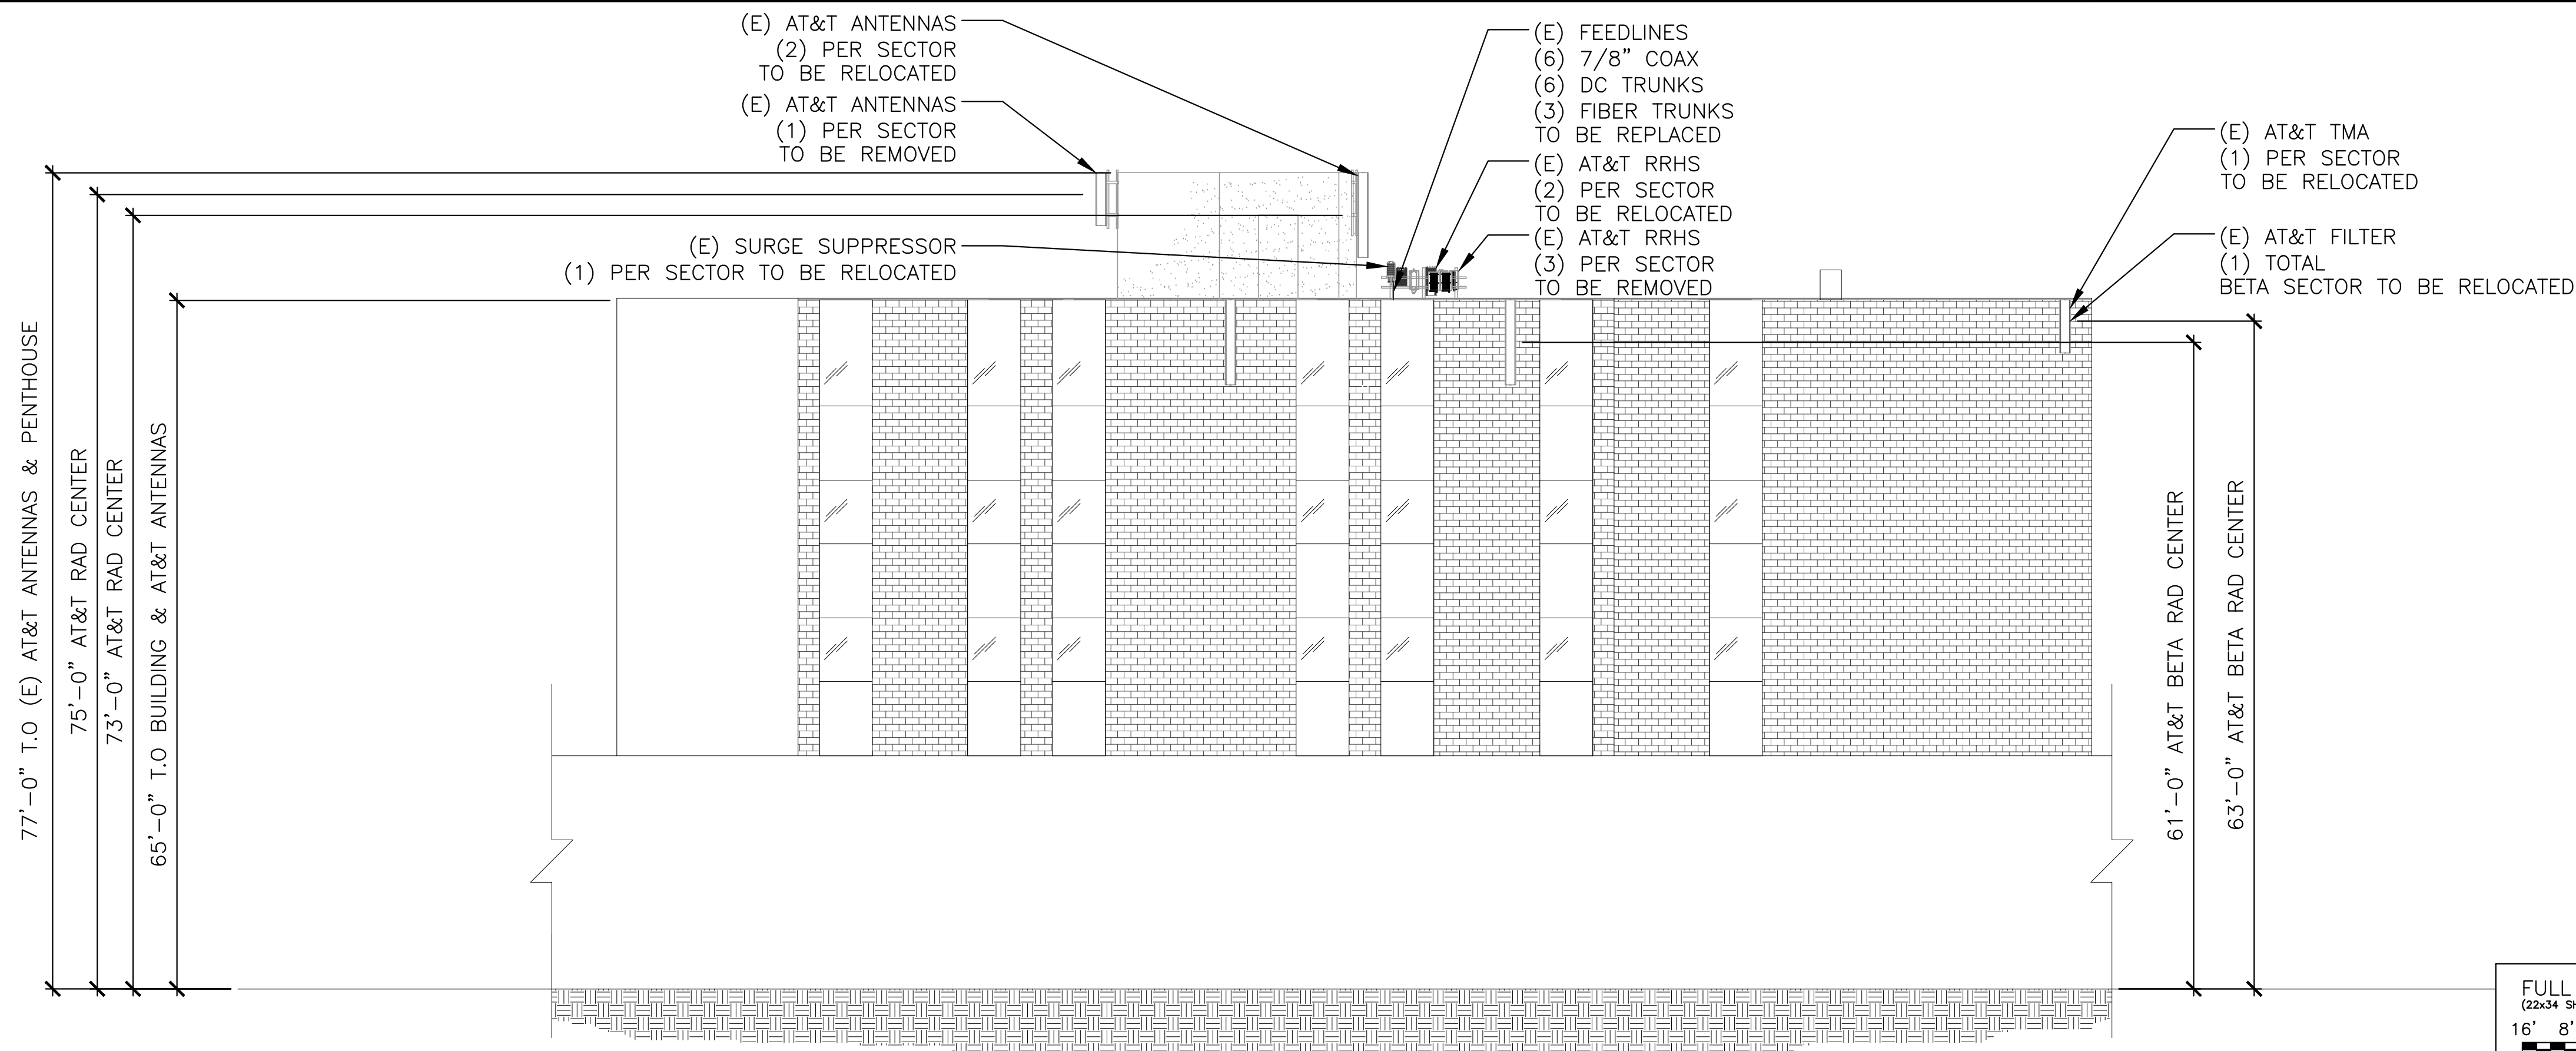 (E) AT&T ANTENNAS
(2) PER SECTOR
TO BE RELOCATED
(E) AT&T ANTENNAS
(1) PER SECTOR
TO BE REMOVED
(E) SURGE SUPPRESSOR
(1) PER SECTOR TO BE RELOCATED
(E) FEEDLINES
(6) 7/8" COAX
(6) DC TRUNKS
(3) FIBER TRUNKS
TO BE REPLACED
(E) AT&T RRHS
(2) PER SECTOR
TO BE RELOCATED
(E) AT&T RRHS
(3) PER SECTOR
TO BE REMOVED
(E) AT&T TMA
(1) PER SECTOR
TO BE RELOCATED
(E) AT&T FILTER
(1) TOTAL
BETA SECTOR TO BE RELOCATED
77'-0" T.O (E) AT&T ANTENNAS & PENTHOUSE
75'-0" AT&T RAD CENTER
73'-0" AT&T RAD CENTER
65'-0" T.O BUILDING & AT&T ANTENNAS
61'-0" AT&T BETA RAD CENTER
63'-0" AT&T BETA RAD CENTER
FULL
(22x34
16' 8'